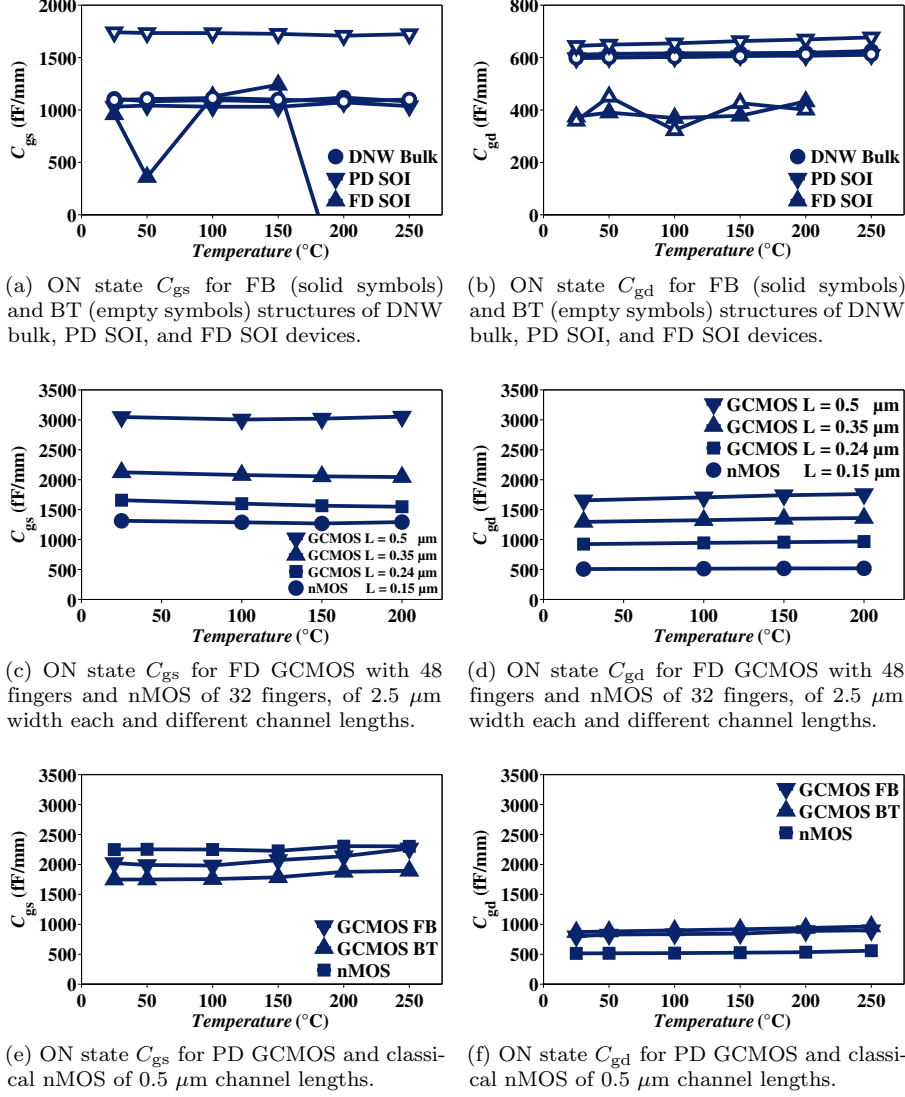 2000
1500
1000
500
0
C_gs (fF/mm)
DNW Bulk
PD SOI
FD SOI
0 50 100 150 200 250
Temperature (°C)
800
600
400
200
0
C_gd (fF/mm)
DNW Bulk
PD SOI
FD SOI
0 50 100 150 200 250
Temperature (°C)
(a) ON state C_gs for FB (solid symbols)
and BT (empty symbols) structures of DNW
bulk, PD SOI, and FD SOI devices.
(b) ON state C_gd for FB (solid symbols)
and BT (empty symbols) structures of DNW
bulk, PD SOI, and FD SOI devices.
3500
3000
2500
2000
1500
1000
500
0
C_gs (fF/mm)
GCMOS L = 0.5 μm
GCMOS L = 0.35 μm
GCMOS L = 0.24 μm
nMOS L = 0.15 μm
0 50 100 150 200
Temperature (°C)
3500
3000
2500
2000
1500
1000
500
0
C_gd (fF/mm)
GCMOS L = 0.5 μm
GCMOS L = 0.35 μm
GCMOS L = 0.24 μm
nMOS L = 0.15 μm
0 50 100 150 200
Temperature (°C)
(c) ON state C_gs for FD GCMOS with 48
fingers and nMOS of 32 fingers, of 2.5 μm
width each and different channel lengths.
(d) ON state C_gd for FD GCMOS with 48
fingers and nMOS of 32 fingers, of 2.5 μm
width each and different channel lengths.
3500
3000
2500
2000
1500
1000
500
0
C_gs (fF/mm)
GCMOS FB
GCMOS BT
nMOS
0 50 100 150 200 250
Temperature (°C)
3500
3000
2500
2000
1500
1000
500
0
C_gd (fF/mm)
GCMOS FB
GCMOS BT
nMOS
0 50 100 150 200 250
Temperature (°C)
(e) ON state C_gs for PD GCMOS and classi-
cal nMOS of 0.5 μm channel lengths.
(f) ON state C_gd for PD GCMOS and classi-
cal nMOS of 0.5 μm channel lengths.